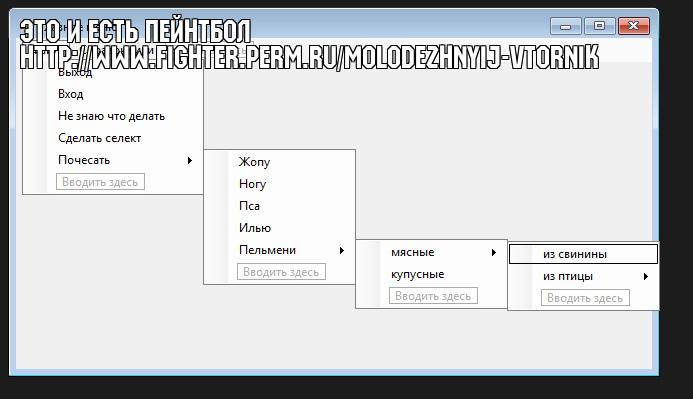 ЭТО И ЕСТЬ ПЕЙНТБОЛ
HTTP://WWW.FIGHTER.PERM.RU/MOLODEZHNYIJ-VTORNIK
Выход
Вход
Не знаю что делать
Сделать селект
Почесать
Вводить здесь
Жопу
Ногу
Пса
Илью
Пельмени
Вводить здесь
мясные
купусные
Вводить здесь
из свинины
из птицы
Вводить здесь